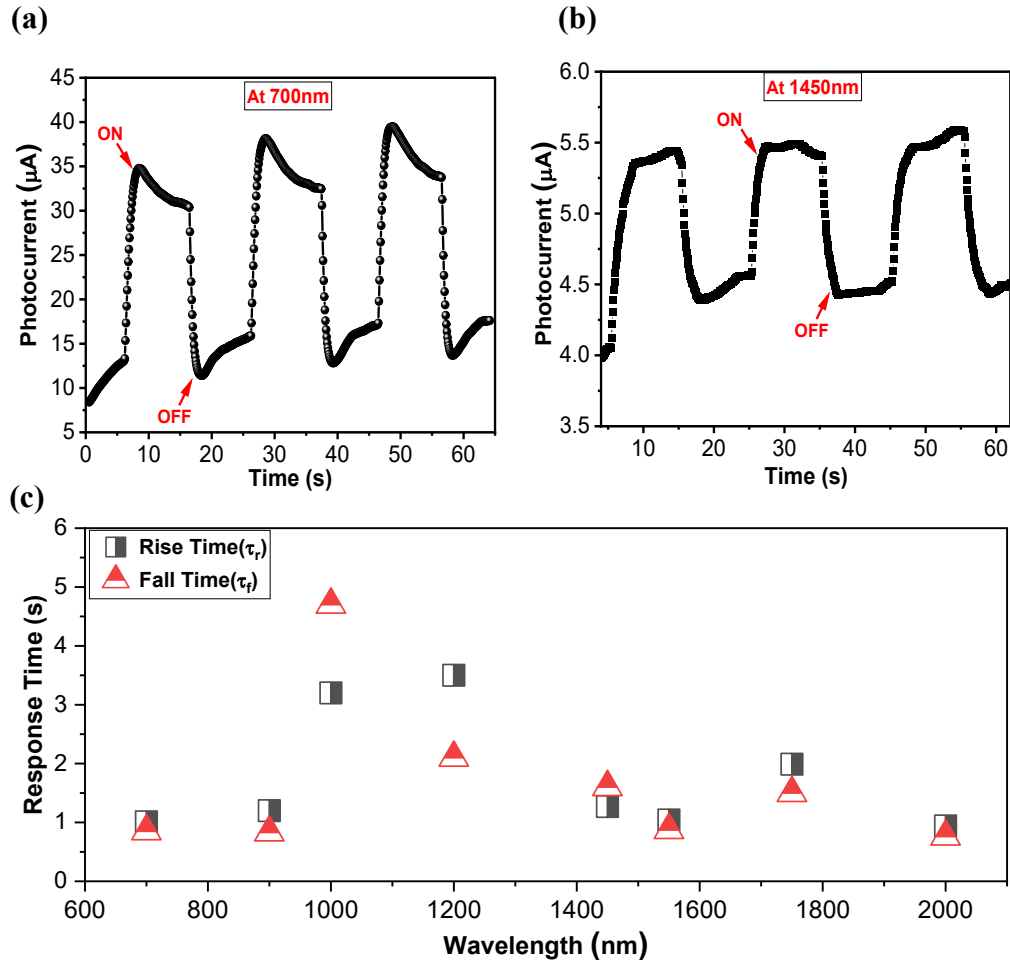 (a)
At 700nm
ON
OFF
Photocurrent (μA)
45
40
35
30
25
20
15
10
5
0 10 20 30 40 50 60
Time (s)
(b)
At 1450nm
ON
OFF
Photocurrent (μA)
6.0
5.5
5.0
4.5
4.0
3.5
10 20 30 40 50 60
Time (s)
(c)
Rise Time(τr)
Fall Time(τf)
Response Time (s)
6
5
4
3
2
1
0
600 800 1000 1200 1400 1600 1800 2000
Wavelength (nm)